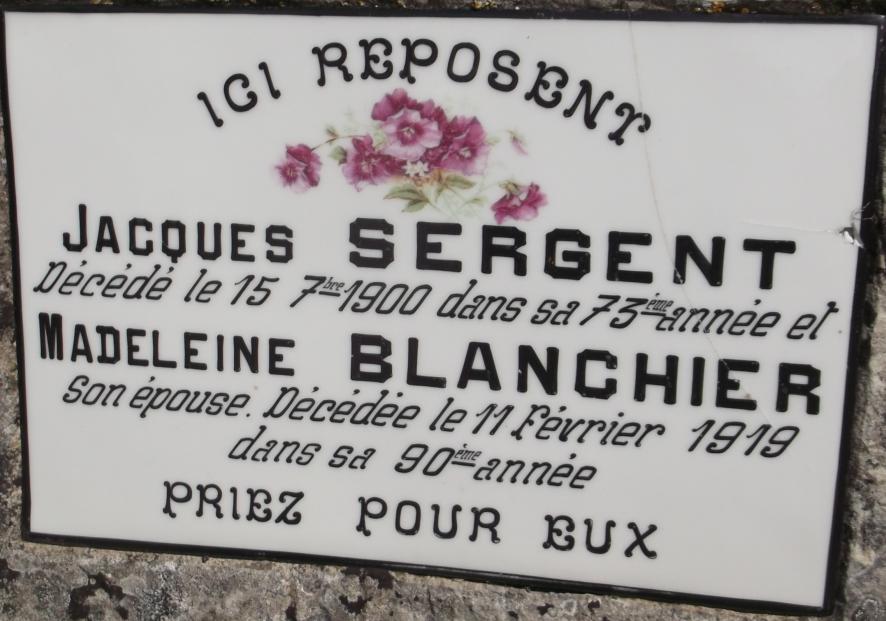 ICI REPOSENT
JACQUES SERGENT
Décédé le 15 7bre 1900 dans sa 73ème année et
MADELEINE BLANCHIER
Son épouse. Décédée le 11 Février 1919
dans sa 90ème année
PRIEZ POUR EUX